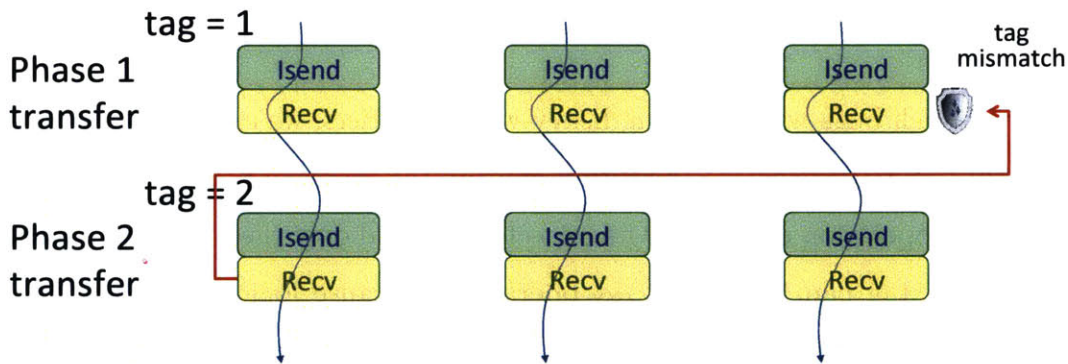 tag = 1
tag
mismatch
Phase 1
transfer
Isend
Recv
Isend
Recv
Isend
Recv
tag = 2
Phase 2
transfer
Isend
Recv
Isend
Recv
Isend
Recv